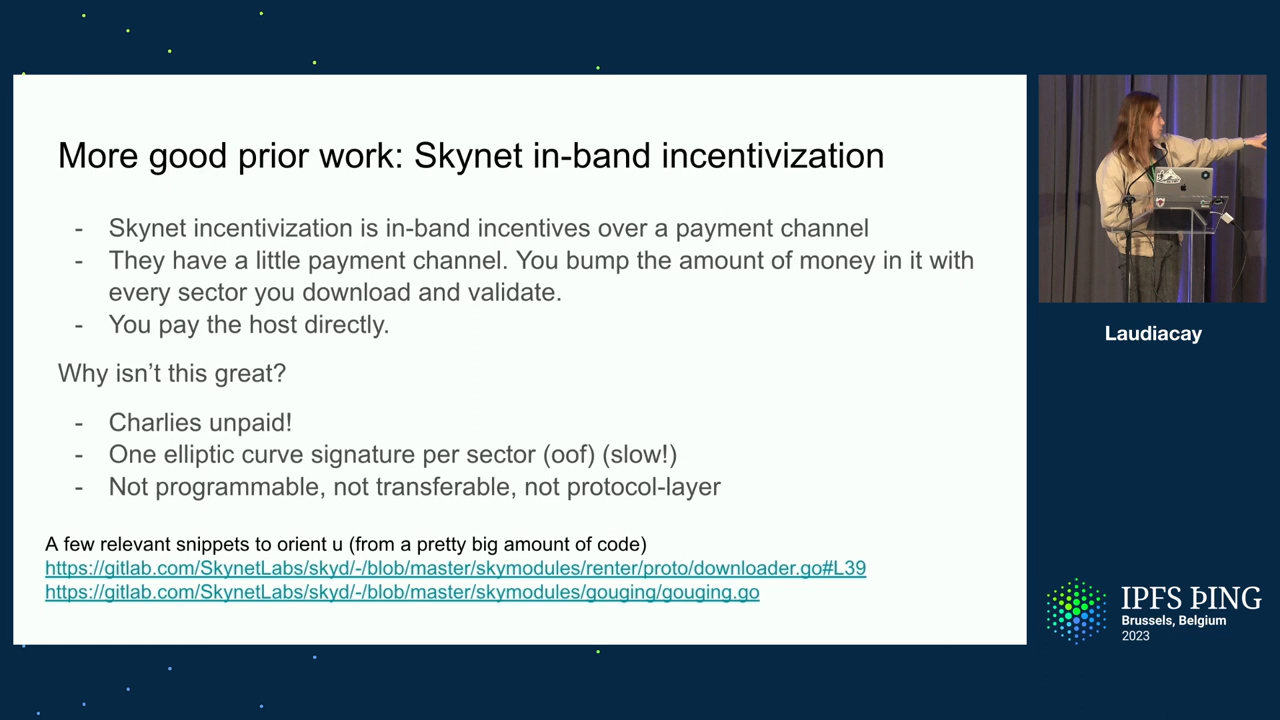 More good prior work: Skynet in-band incentivization
- Skynet incentivization is in-band incentives over a payment channel
- They have a little payment channel. You bump the amount of money in it with
every sector you download and validate.
- You pay the host directly.
Why isn’t this great?
- Charlies unpaid!
- One elliptic curve signature per sector (oof) (slow!)
- Not programmable, not transferable, not protocol-layer
A few relevant snippets to orient u (from a pretty big amount of code)
https://gitlab.com/SkynetLabs/skyd/-/blob/master/skymodules/renter/proto/downloader.go#L39
https://gitlab.com/SkynetLabs/skyd/-/blob/master/skymodules/gouging/gouging.go
Laudiacay
IPFS ÞING
Brussels, Belgium
2023